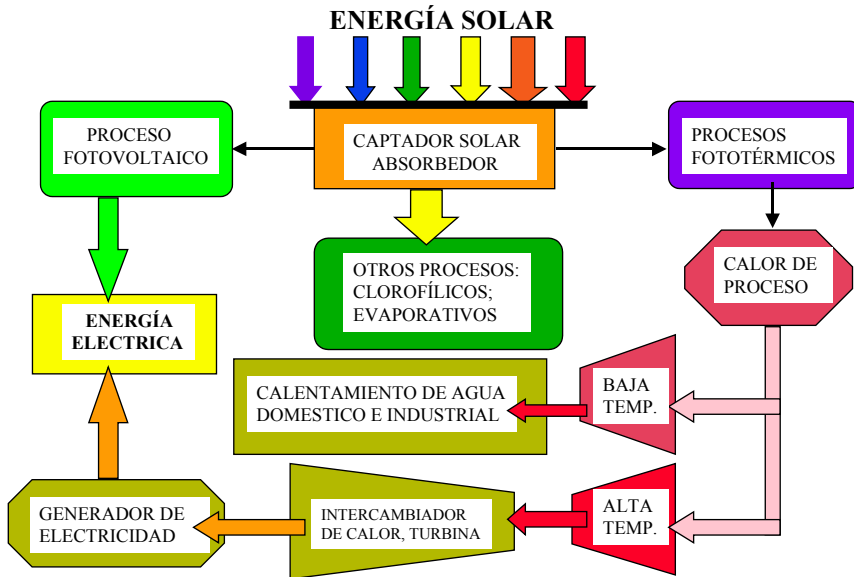 ENERGÍA SOLAR
PROCESO
FOTOVOLTAICO
CAPTADOR SOLAR
ABSORBEDOR
PROCESOS
FOTOTÉRMICOS
OTROS PROCESOS:
CLOROFÍLICOS;
EVAPORATIVOS
CALOR DE
PROCESO
ENERGÍA
ELECTRICA
CALENTAMIENTO DE AGUA
DOMESTICO E INDUSTRIAL
BAJA
TEMP.
GENERADOR DE
ELECTRICIDAD
INTERCAMBIADOR
DE CALOR, TURBINA
ALTA
TEMP.